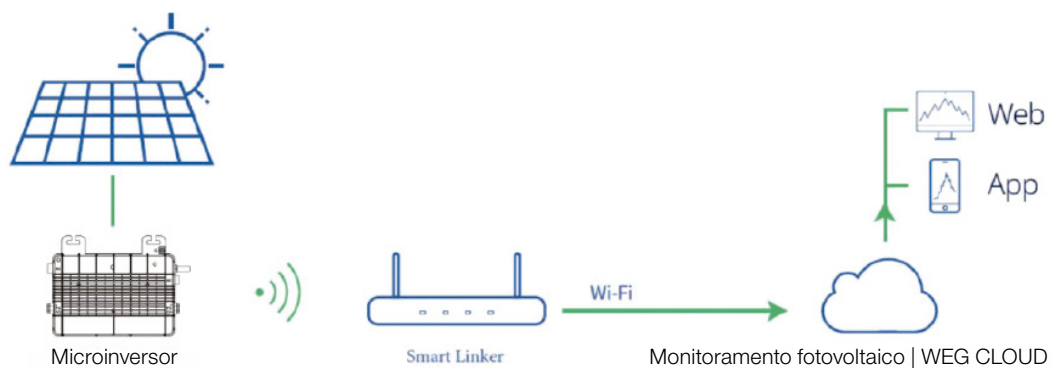 Web
App
Wi-Fi
Microinversor
Smart Linker
Monitoramento fotovoltaico | WEG CLOUD